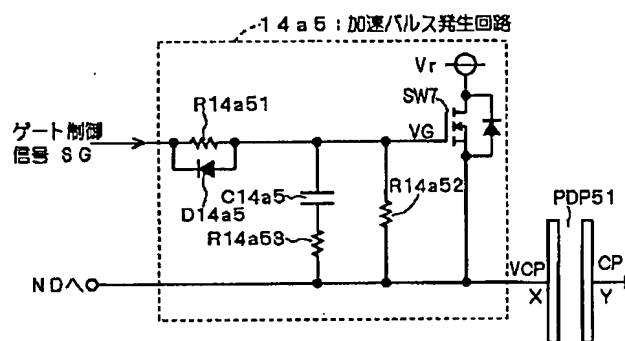 14a5：加速パルス発生回路
Vr
SW7
R14a51
ゲート制御
信号 SG
VG
C14a5
D14a5
R14a52
R14a53
PDP51
NDへ
VCP
CP
X
Y